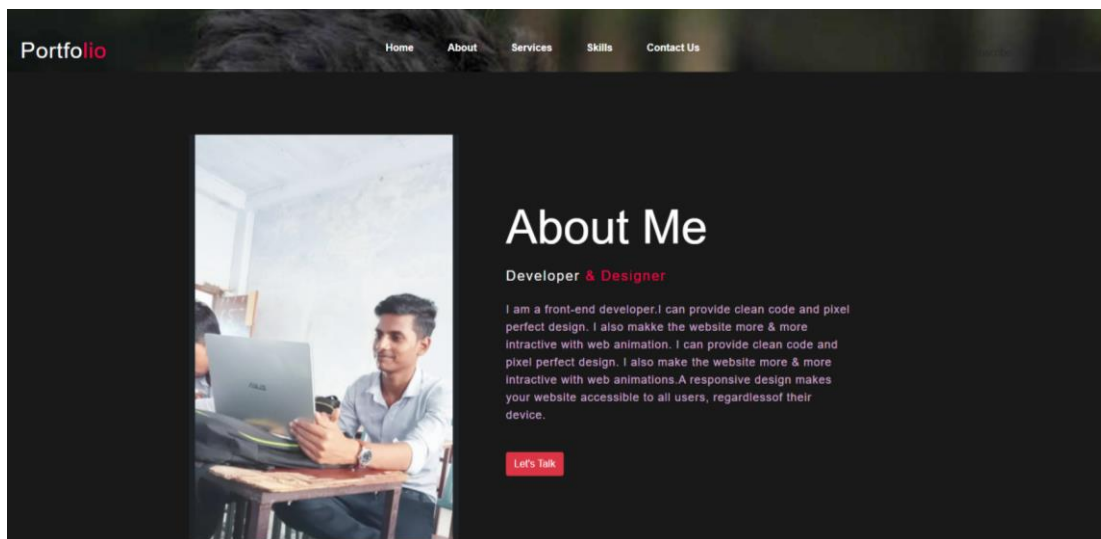 Portfolio
Home About Services Skills Contact Us
About Me
Developer & Designer
I am a front-end developer.I can provide clean code and pixel
perfect design. I also makke the website more & more
intractive with web animation. I can provide clean code and
pixel perfect design. I also make the website more & more
intractive with web animations.A responsive design makes
your website accessible to all users, regardlessof their
device.
Let's Talk
ASUS